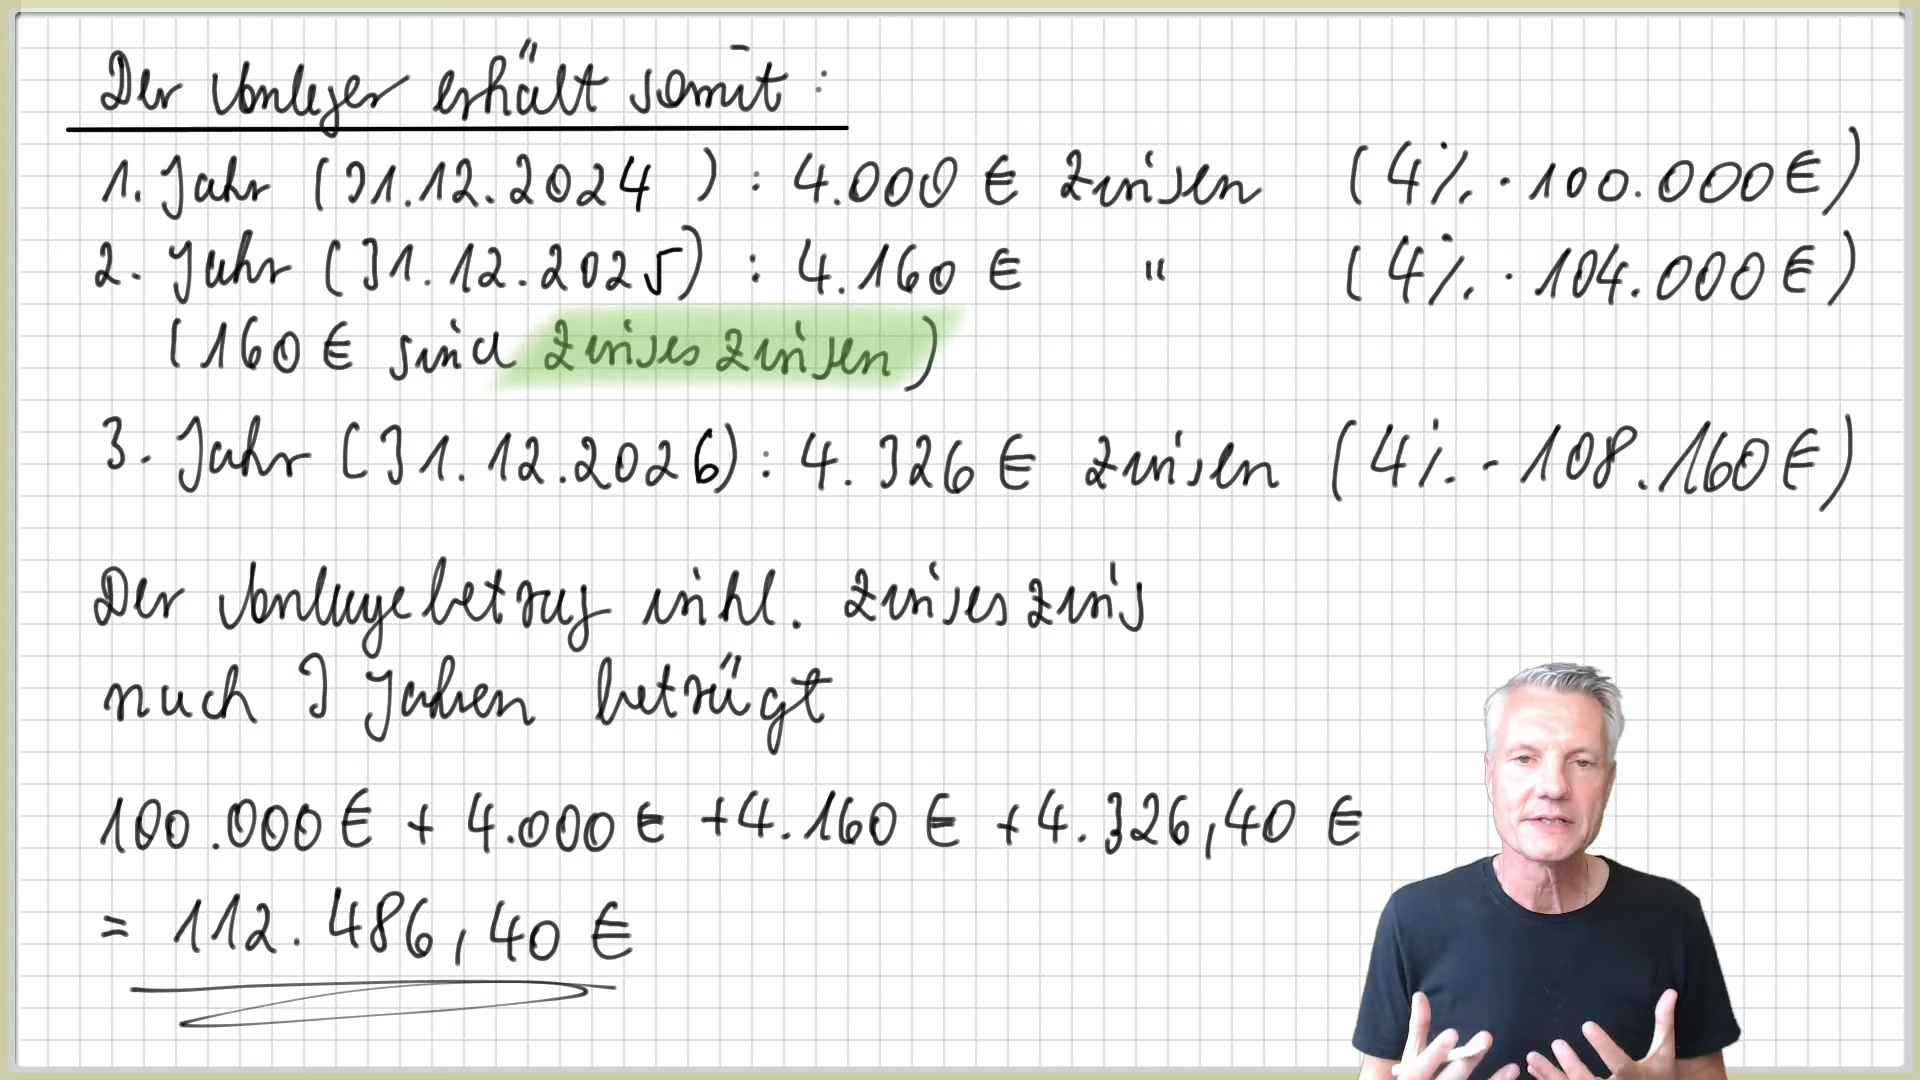 Der Anleger erhält somit:
1. Jahr (31.12.2024): 4.000 € Zinsen (4% · 100.000 €)
2. Jahr (31.12.2025): 4.160 € " (4% · 104.000 €)
(160 € sind Zinseszinsen)
3. Jahr (31.12.2026): 4.326 € Zinsen (4% · 108.160 €)
Der Anlagebetrag inkl. Zinseszins
nach 3 Jahren beträgt
100.000 € + 4.000 € + 4.160 € + 4.326,40 €
= 112.486,40 €